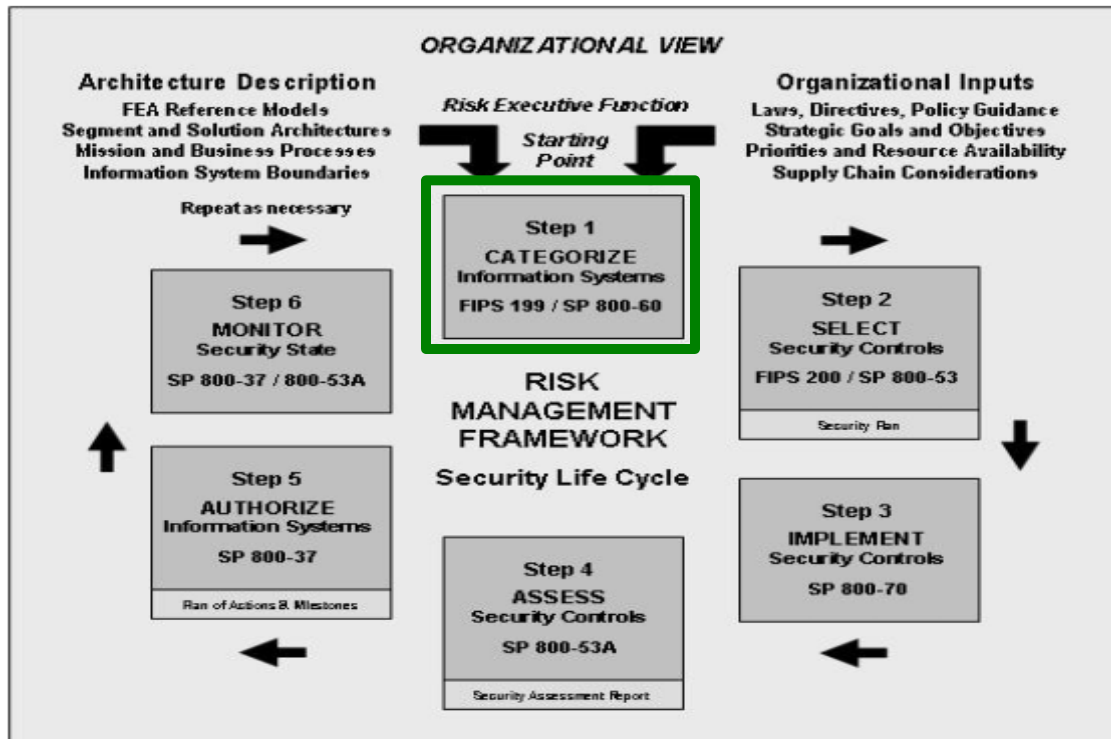 ORGANIZATIONAL VIEW
Architecture Description
FEA Reference Models
Segment and Solution Architectures
Mission and Business Processes
Information System Boundaries
Risk Executive Function
Starting
Point
Organizational Inputs
Laws, Directives, Policy Guidance
Strategic Goals and Objectives
Priorities and Resource Availability
Supply Chain Considerations
Repeat as necessary
Step 1
CATEGORIZE
Information Systems
FIPS 199 / SP 800-60
Step 2
SELECT
Security Controls
FIPS 200 / SP 800-53
Security Plan
Step 3
IMPLEMENT
Security Controls
SP 800-70
Step 4
ASSESS
Security Controls
SP 800-53A
Security Assessment Report
Step 5
AUTHORIZE
Information Systems
SP 800-37
Plan of Actions & Milestones
Step 6
MONITOR
Security State
SP 800-37 / 800-53A
RISK
MANAGEMENT
FRAMEWORK
Security Life Cycle